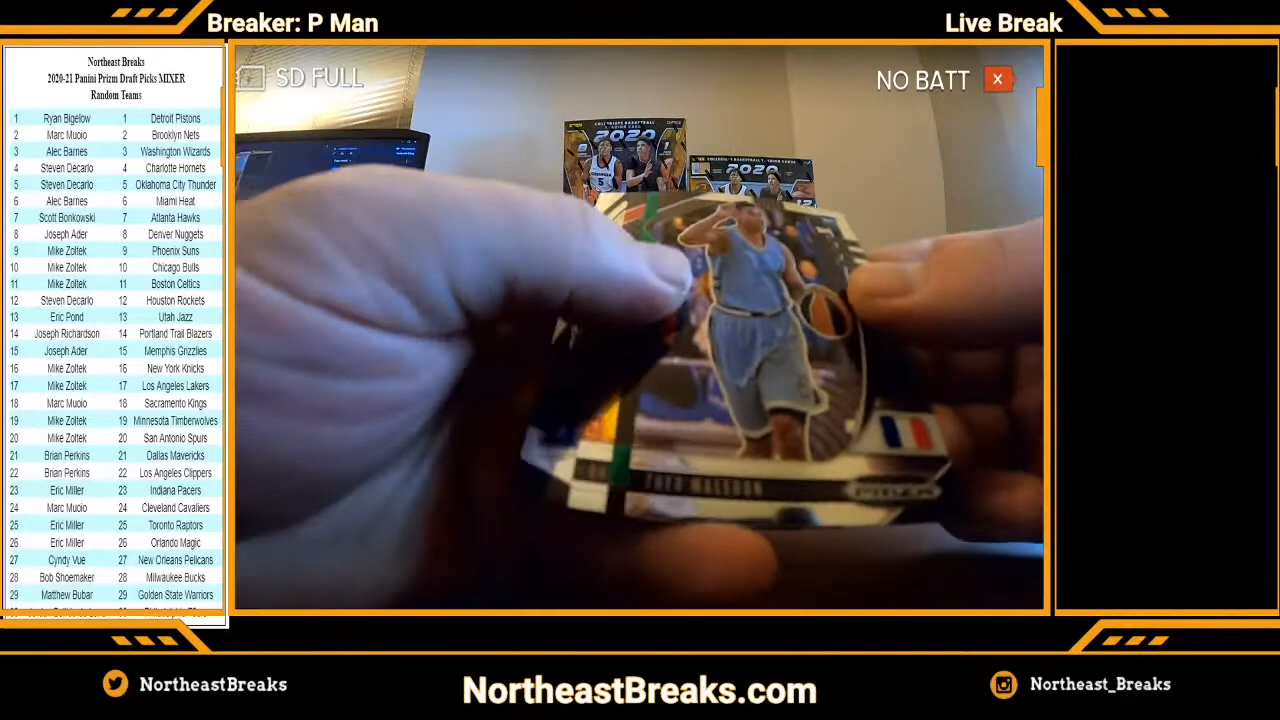 Breaker: P Man
Live Break
Northeast Breaks
2020-21 Panini Prizm Draft Picks MIXER
Random Teams
1 Ryan Bigelow 1 Detroit Pistons
2 Marc Muoio 2 Brooklyn Nets
3 Alec Barnes 3 Washington Wizards
4 Steven Decarlo 4 Charlotte Hornets
5 Steven Decarlo 5 Oklahoma City Thunder
6 Alec Barnes 6 Miami Heat
7 Scott Bonkowski 7 Atlanta Hawks
8 Joseph Ader 8 Denver Nuggets
9 Mike Zoltek 9 Phoenix Suns
10 Mike Zoltek 10 Chicago Bulls
11 Mike Zoltek 11 Boston Celtics
12 Steven Decarlo 12 Houston Rockets
13 Eric Pond 13 Utah Jazz
14 Joseph Richardson 14 Portland Trail Blazers
15 Joseph Ader 15 Memphis Grizzlies
16 Mike Zoltek 16 New York Knicks
17 Mike Zoltek 17 Los Angeles Lakers
18 Marc Muoio 18 Sacramento Kings
19 Mike Zoltek 19 Minnesota Timberwolves
20 Mike Zoltek 20 San Antonio Spurs
21 Brian Perkins 21 Dallas Mavericks
22 Brian Perkins 22 Los Angeles Clippers
23 Eric Miller 23 Indiana Pacers
24 Marc Muoio 24 Cleveland Cavaliers
25 Eric Miller 25 Toronto Raptors
26 Eric Miller 26 Orlando Magic
27 Cyndy Vue 27 New Orleans Pelicans
28 Bob Shoemaker 28 Milwaukee Bucks
29 Matthew Bubar 29 Golden State Warriors
SD FULL
NO BATT
2020
2020
THEO MALEDON
PRIZM
NortheastBreaks
NortheastBreaks.com
Northeast_Breaks